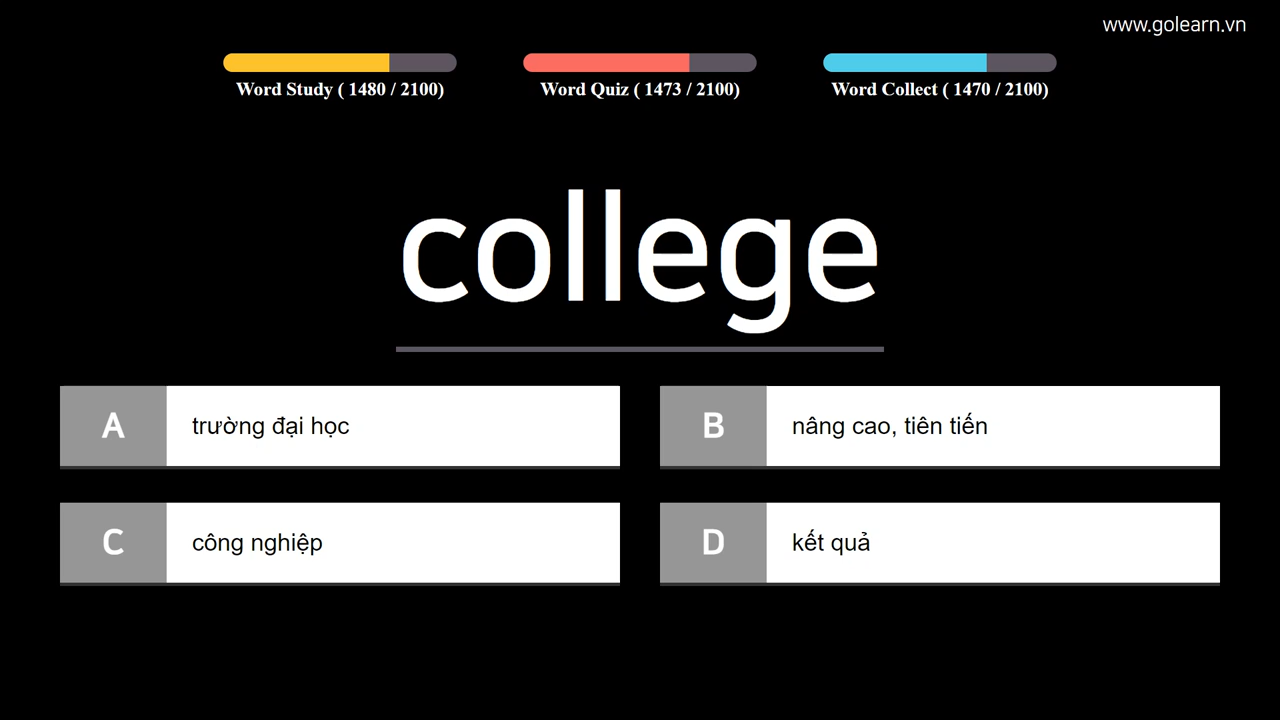 www.golearn.vn
Word Study ( 1480 / 2100)
Word Quiz ( 1473 / 2100)
Word Collect ( 1470 / 2100)
college
A trường đại học
B nâng cao, tiên tiến
C công nghiệp
D kết quả